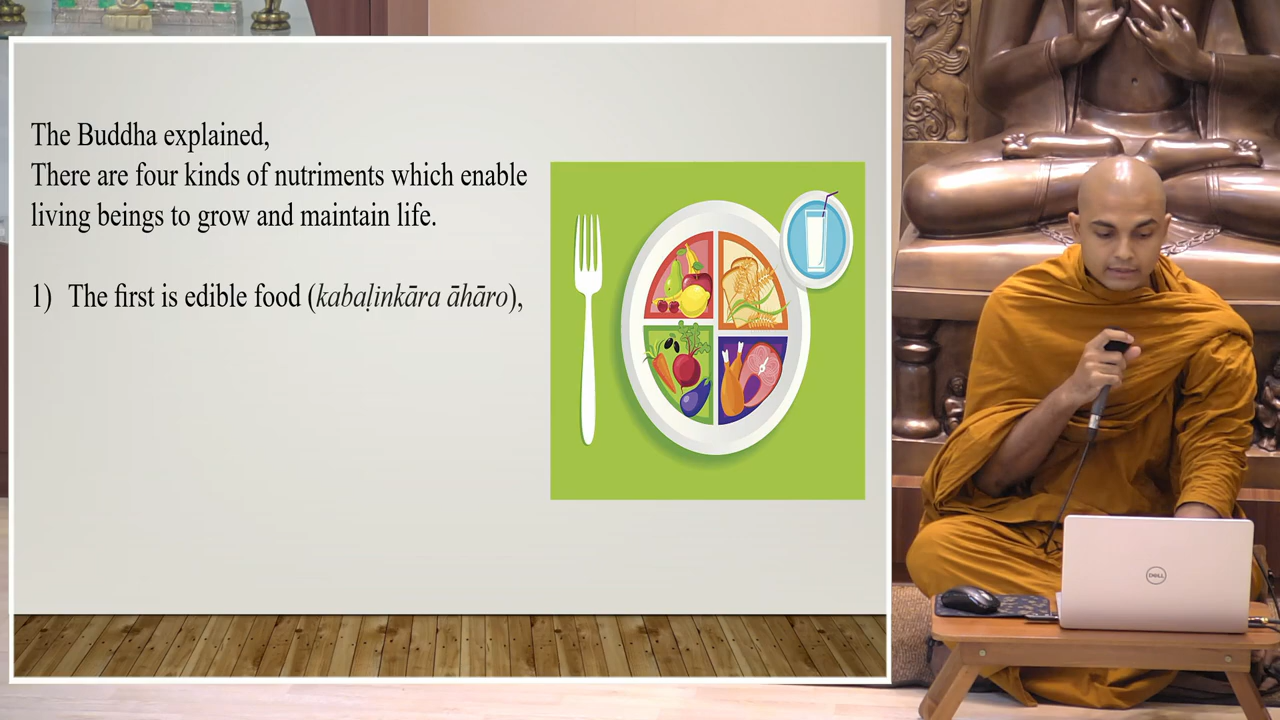 The Buddha explained,
There are four kinds of nutriments which enable
living beings to grow and maintain life.
1) The first is edible food (kabaḷinkāra āhāro),
DELL